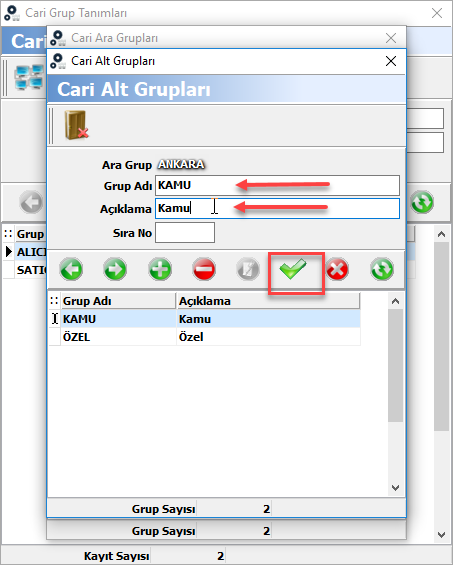 Cari Grup Tanımları
Cari Ara Grupları
Cari Alt Grupları
Cari Alt Grupları
Ara Grup ANKARA
Grup Adı KAMU
Açıklama Kamu
Sıra No
Grup Adı Açıklama
KAMU Kamu
ÖZEL Özel
Grup Sayısı 2
Grup Sayısı 2
Kayıt Sayısı 2
Cari
Grup
ALICI